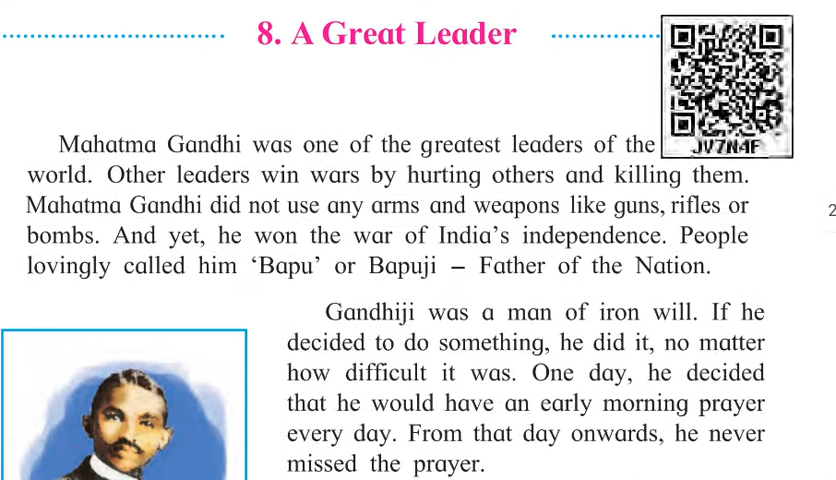 8. A Great Leader
JV7N4F
Mahatma Gandhi was one of the greatest leaders of the
world. Other leaders win wars by hurting others and killing them.
Mahatma Gandhi did not use any arms and weapons like guns, rifles or
bombs. And yet, he won the war of India's independence. People
lovingly called him ‘Bapu’ or Bapuji – Father of the Nation.
2
Gandhiji was a man of iron will. If he
decided to do something, he did it, no matter
how difficult it was. One day, he decided
that he would have an early morning prayer
every day. From that day onwards, he never
missed the prayer.